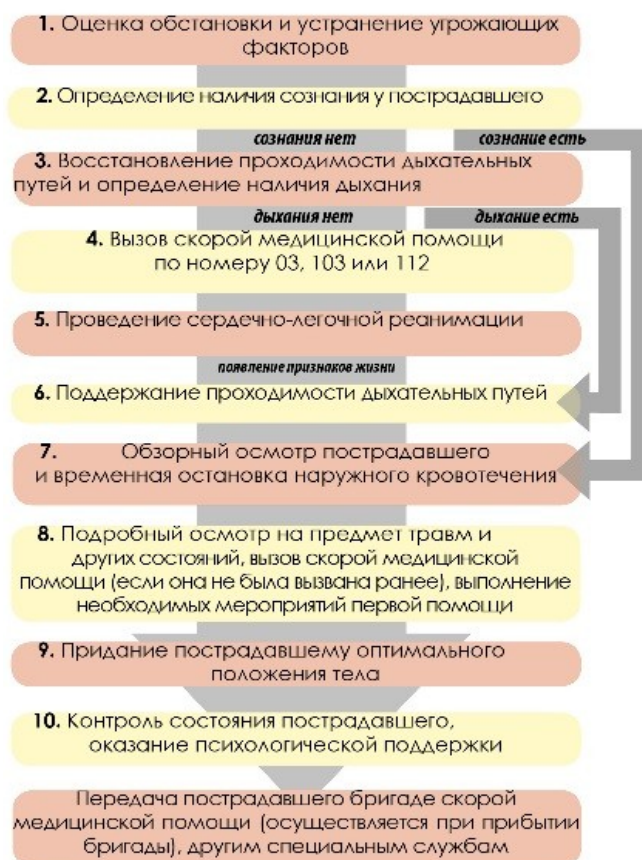 1. Оценка обстановки и устранение угрожающих
факторов
2. Определение наличия сознания у пострадавшего
сознания нет
сознание есть
3. Восстановление проходимости дыхательных
путей и определение наличия дыхания
дыхания нет
дыхание есть
4. Вызов скорой медицинской помощи
по номеру 03, 103 или 112
5. Проведение сердечно-легочной реанимации
появление признаков жизни
6. Поддержание проходимости дыхательных путей
7. Обзорный осмотр пострадавшего
и временная остановка наружного кровотечения
8. Подробный осмотр на предмет травм и
других состояний, вызов скорой медицинской
помощи (если она не была вызвана ранее), выполнение
необходимых мероприятий первой помощи
9. Придание пострадавшему оптимального
положения тела
10. Контроль состояния пострадавшего,
оказание психологической поддержки
Передача пострадавшего бригаде скорой
медицинской помощи (осуществляется при прибытии
бригады), другим специальным службам